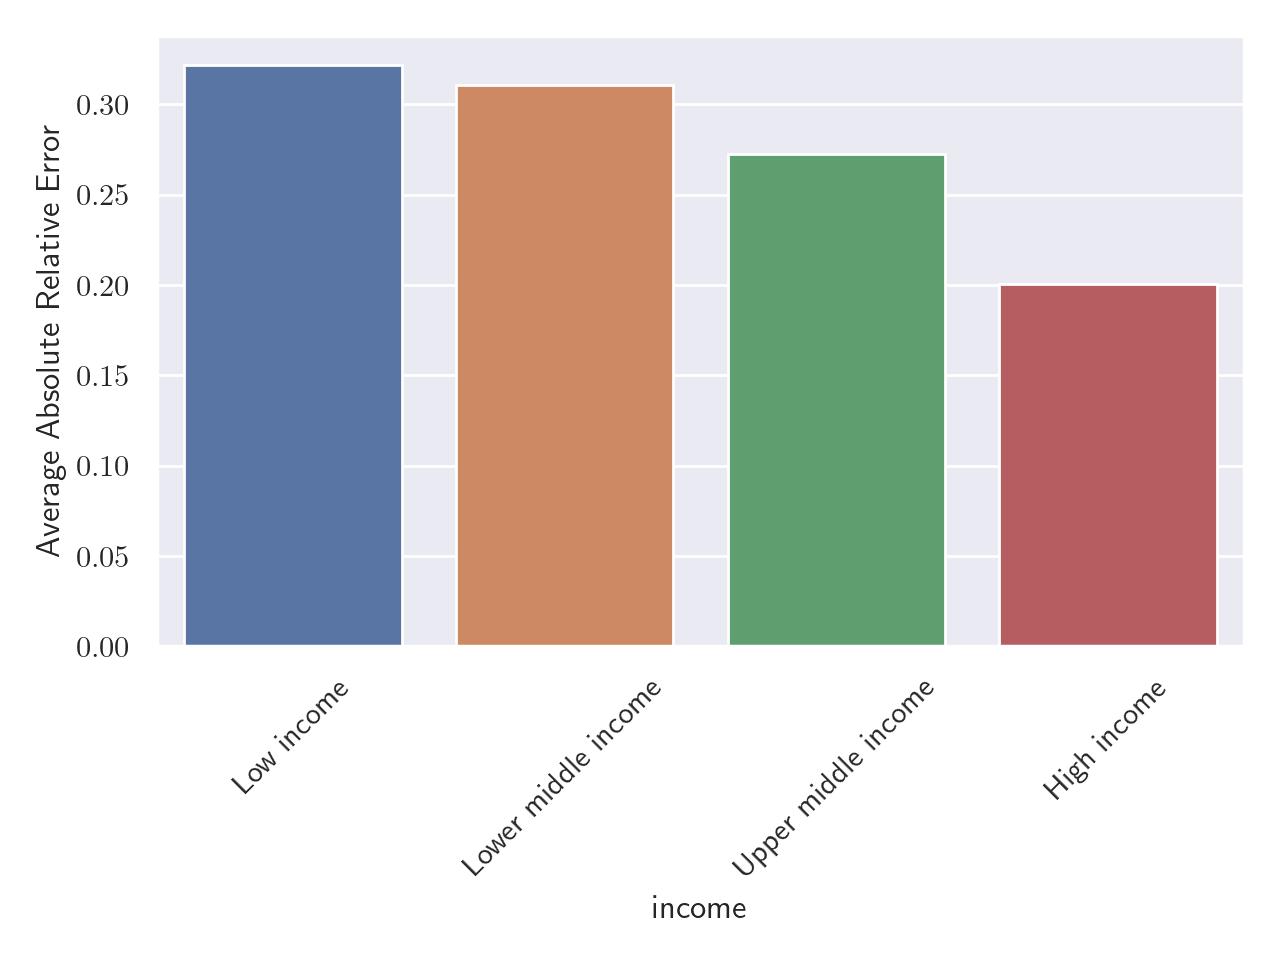 Average Absolute Relative Error
0.30
0.25
0.20
0.15
0.10
0.05
0.00
Low income
Lower middle income
Upper middle income
High income
income